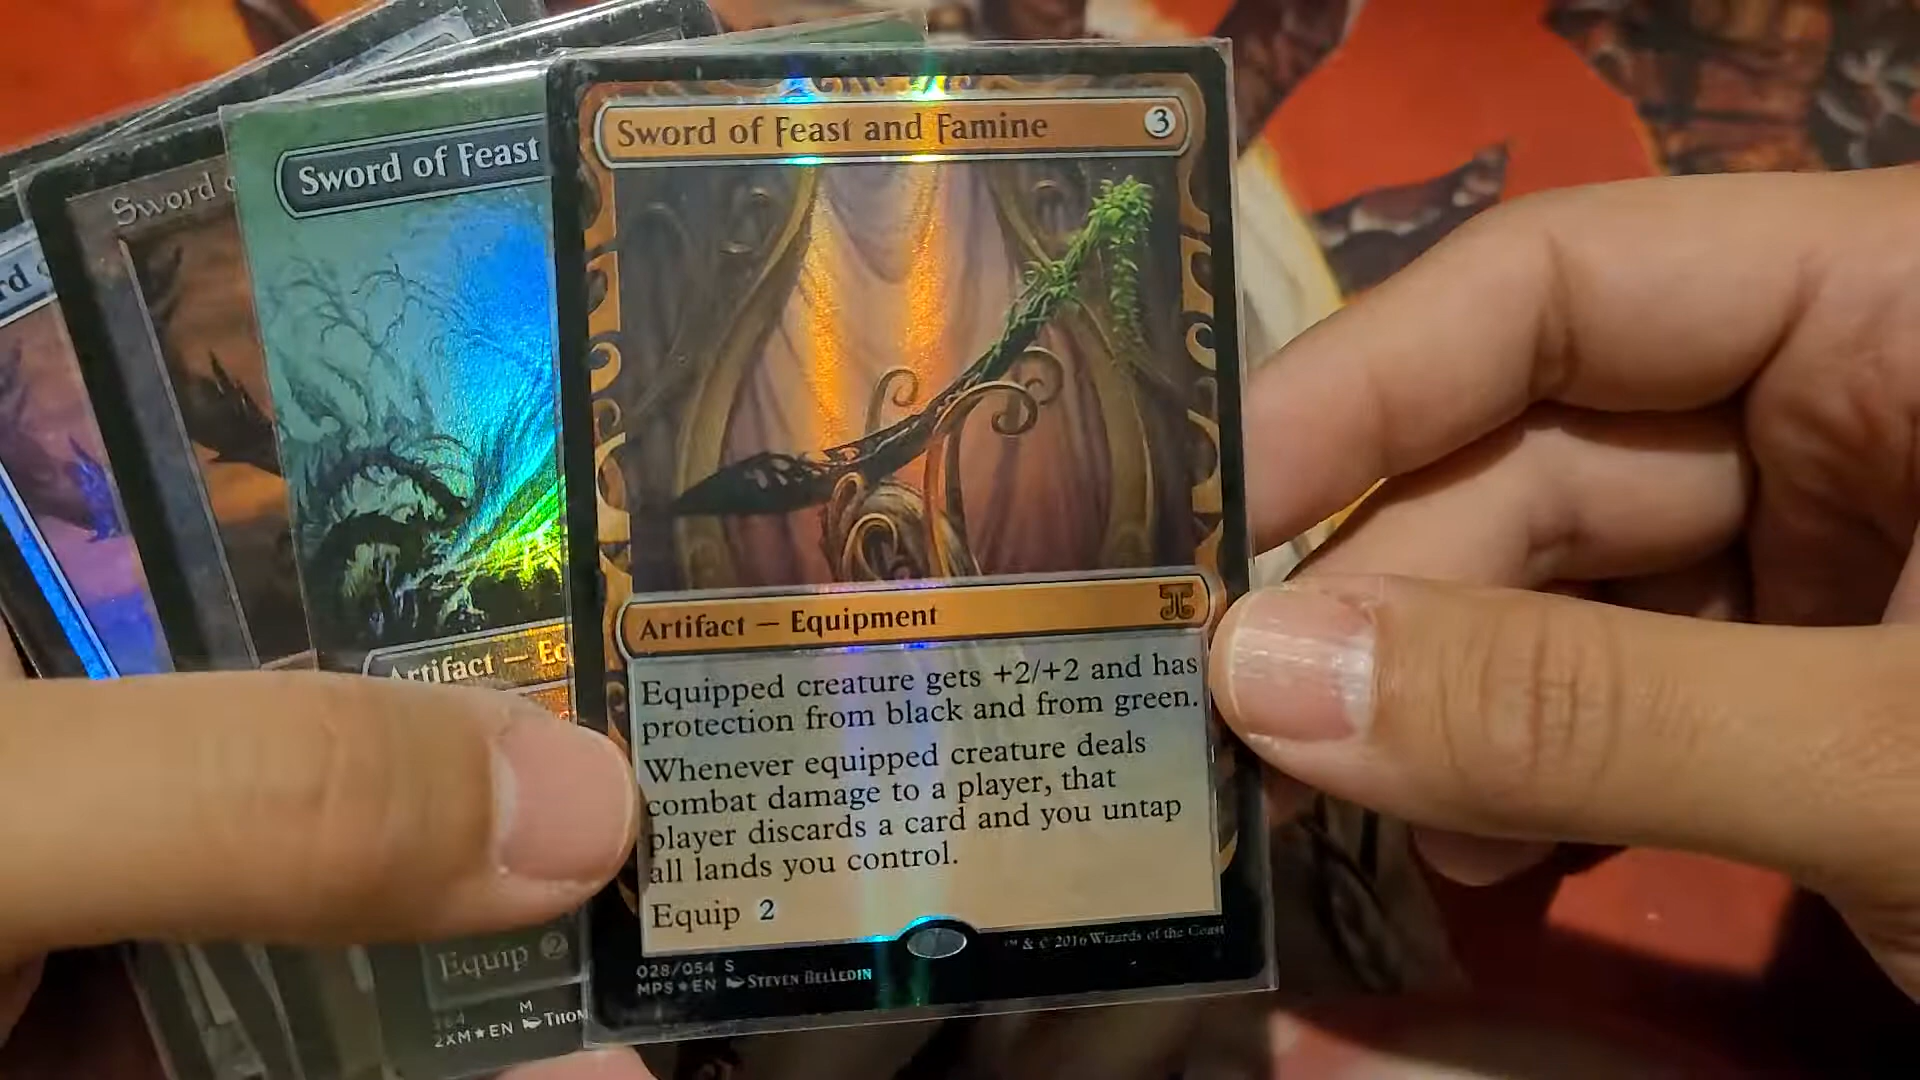 rd
Sword
Sword of Feast
Artifact —
Equip 2
M
2XM★EN THOM
Sword of Feast and Famine 3
Artifact — Equipment
Equipped creature gets +2/+2 and has
protection from black and from green.
Whenever equipped creature deals
combat damage to a player, that
player discards a card and you untap
all lands you control.
Equip 2
028/054 S
MPS★EN STEVEN BELLEDIN
™ & © 2016 Wizards of the Coast